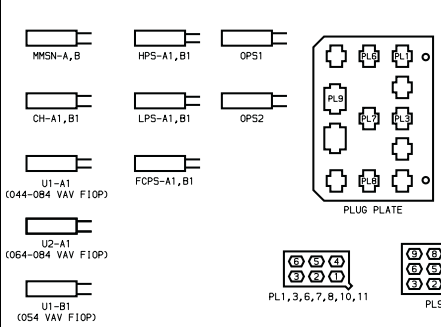 MMSN-A,B
HPS-A1,B1
OPS1
CH-A1,B1
LPS-A1,B1
OPS2
U1-A1
(044-084 VAV FIOP)
FCPS-A1,B1
U2-A1
(064-084 VAV FIOP)
U1-B1
(054 VAV FIOP)
PL6
PL1
PL9
PL7
PL3
PL8
PLUG PLATE
6 5 4
3 2 1
PL1,3,6,7,8,10,11
9 8
6 5
3 2
PL9